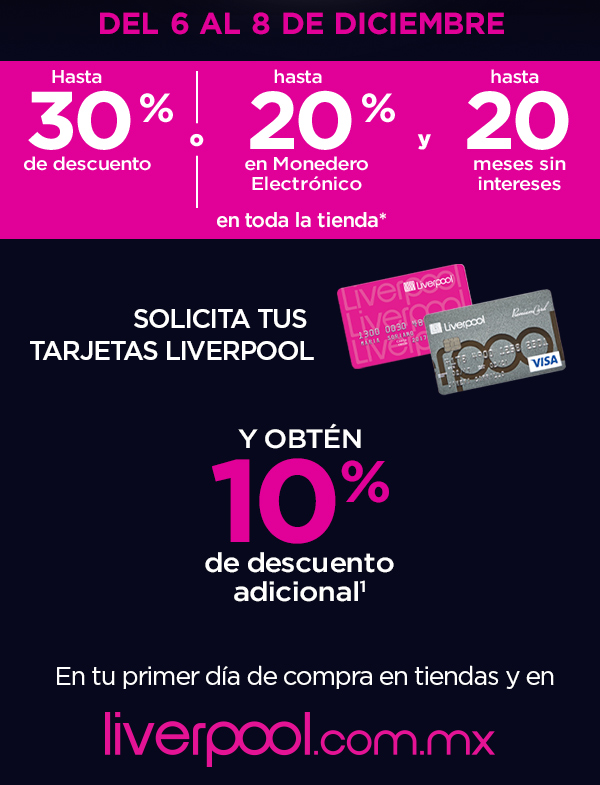 DEL 6 AL 8 DE DICIEMBRE
Hasta
30%
de descuento
o
hasta
20%
en Monedero
Electrónico
y
hasta
20
meses sin
intereses
en toda la tienda*
SOLICITA TUS
TARJETAS LIVERPOOL
Liverpool
Liverpool
Premium Card
VISA
Y OBTÉN
10%
de descuento
adicional¹
En tu primer día de compra en tiendas y en
liverpool.com.mx